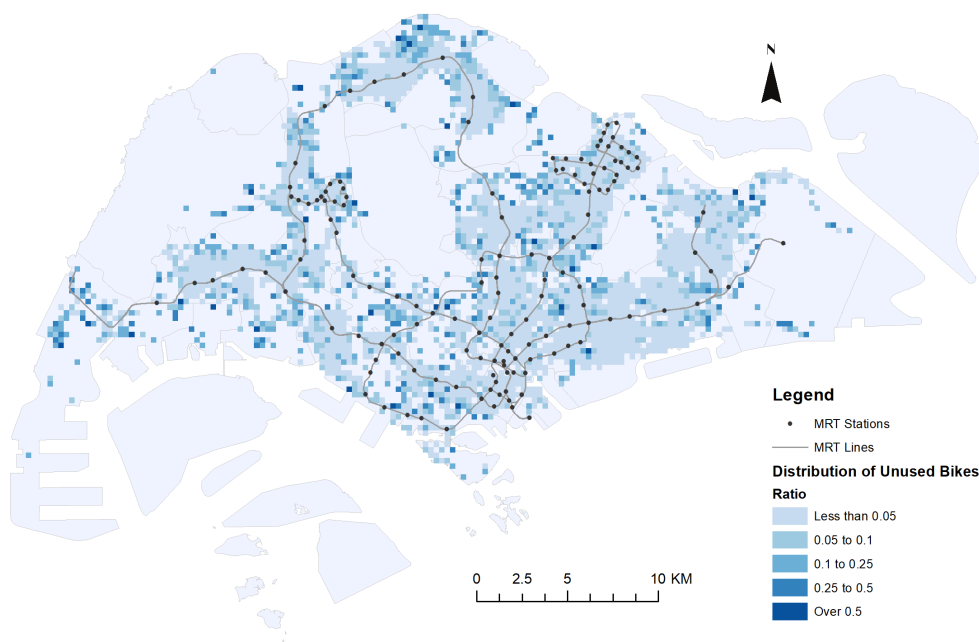 N
Legend
MRT Stations
MRT Lines
Distribution of Unused Bikes
Ratio
Less than 0.05
0.05 to 0.1
0.1 to 0.25
0.25 to 0.5
Over 0.5
0 2.5 5 10 KM